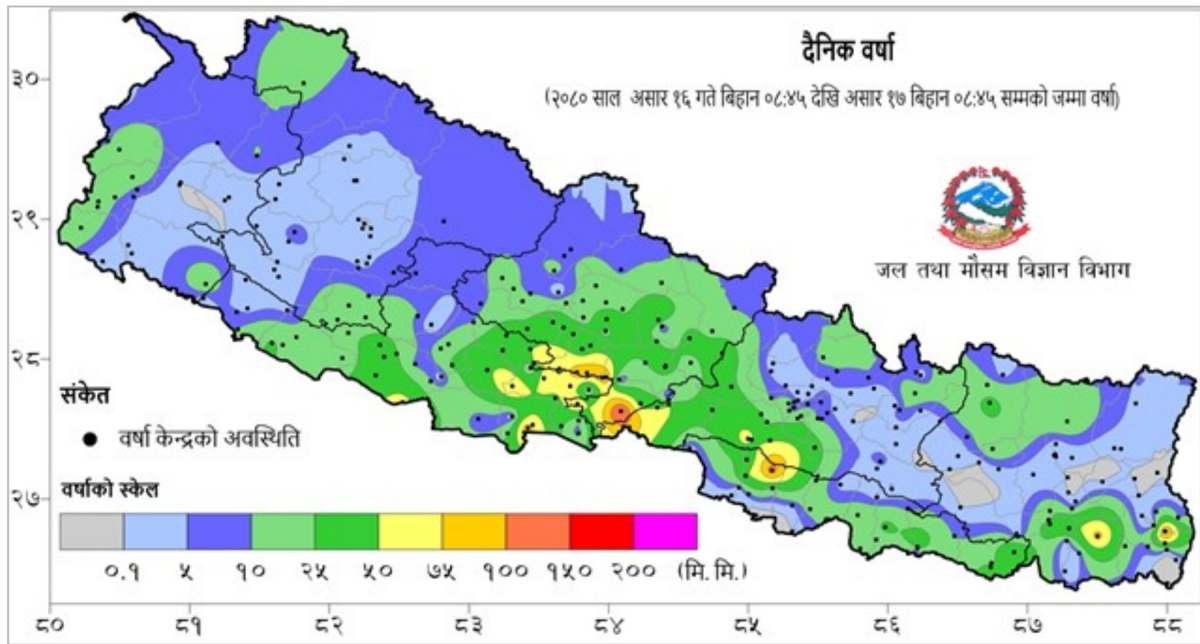 दैनिक वर्षा
(२०८० साल असार १६ गते बिहान ०८:४५ देखि असार १७ बिहान ०८:४५ सम्मको जम्मा वर्षा)
जल तथा मौसम विज्ञान विभाग
३०
२९
२८
२७
संकेत
वर्षा केन्द्रको अवस्थिति
वर्षाको स्केल
०.१ ५ १० २५ ५० ७५ १०० १५० २०० (मि.मि.)
८० ८१ ८२ ८३ ८४ ८५ ८६ ८७ ८८